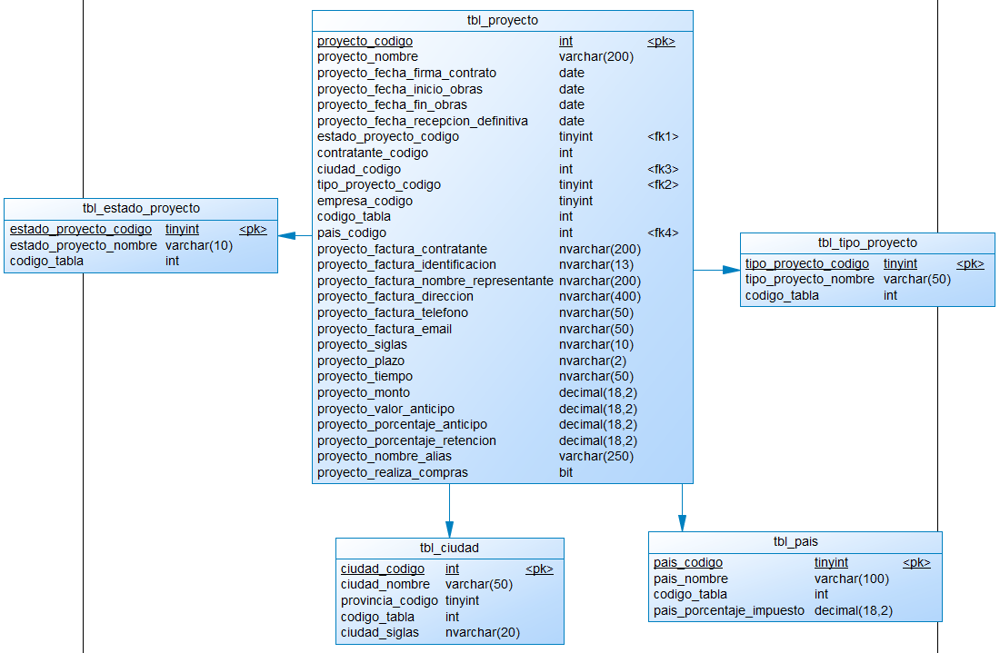 tbl_proyecto
proyecto_codigo int <pk>
proyecto_nombre varchar(200)
proyecto_fecha_firma_contrato date
proyecto_fecha_inicio_obras date
proyecto_fecha_fin_obras date
proyecto_fecha_recepcion_definitiva date
estado_proyecto_codigo tinyint <fk1>
contratante_codigo int
ciudad_codigo int <fk3>
tipo_proyecto_codigo tinyint <fk2>
empresa_codigo tinyint
codigo_tabla int
pais_codigo int <fk4>
proyecto_factura_contratante nvarchar(200)
proyecto_factura_identificacion nvarchar(13)
proyecto_factura_nombre_representante nvarchar(200)
proyecto_factura_direccion nvarchar(400)
proyecto_factura_telefono nvarchar(50)
proyecto_factura_email nvarchar(50)
proyecto_siglas nvarchar(10)
proyecto_plazo nvarchar(2)
proyecto_tiempo nvarchar(50)
proyecto_monto decimal(18,2)
proyecto_valor_anticipo decimal(18,2)
proyecto_porcentaje_anticipo decimal(18,2)
proyecto_porcentaje_retencion decimal(18,2)
proyecto_nombre_alias varchar(250)
proyecto_realiza_compras bit
tbl_estado_proyecto
estado_proyecto_codigo tinyint <pk>
estado_proyecto_nombre varchar(10)
codigo_tabla int
tbl_tipo_proyecto
tipo_proyecto_codigo tinyint <pk>
tipo_proyecto_nombre varchar(50)
codigo_tabla int
tbl_ciudad
ciudad_codigo int <pk>
ciudad_nombre varchar(50)
provincia_codigo tinyint
codigo_tabla int
ciudad_siglas nvarchar(20)
tbl_pais
pais_codigo tinyint <pk>
pais_nombre varchar(100)
codigo_tabla int
pais_porcentaje_impuesto decimal(18,2)